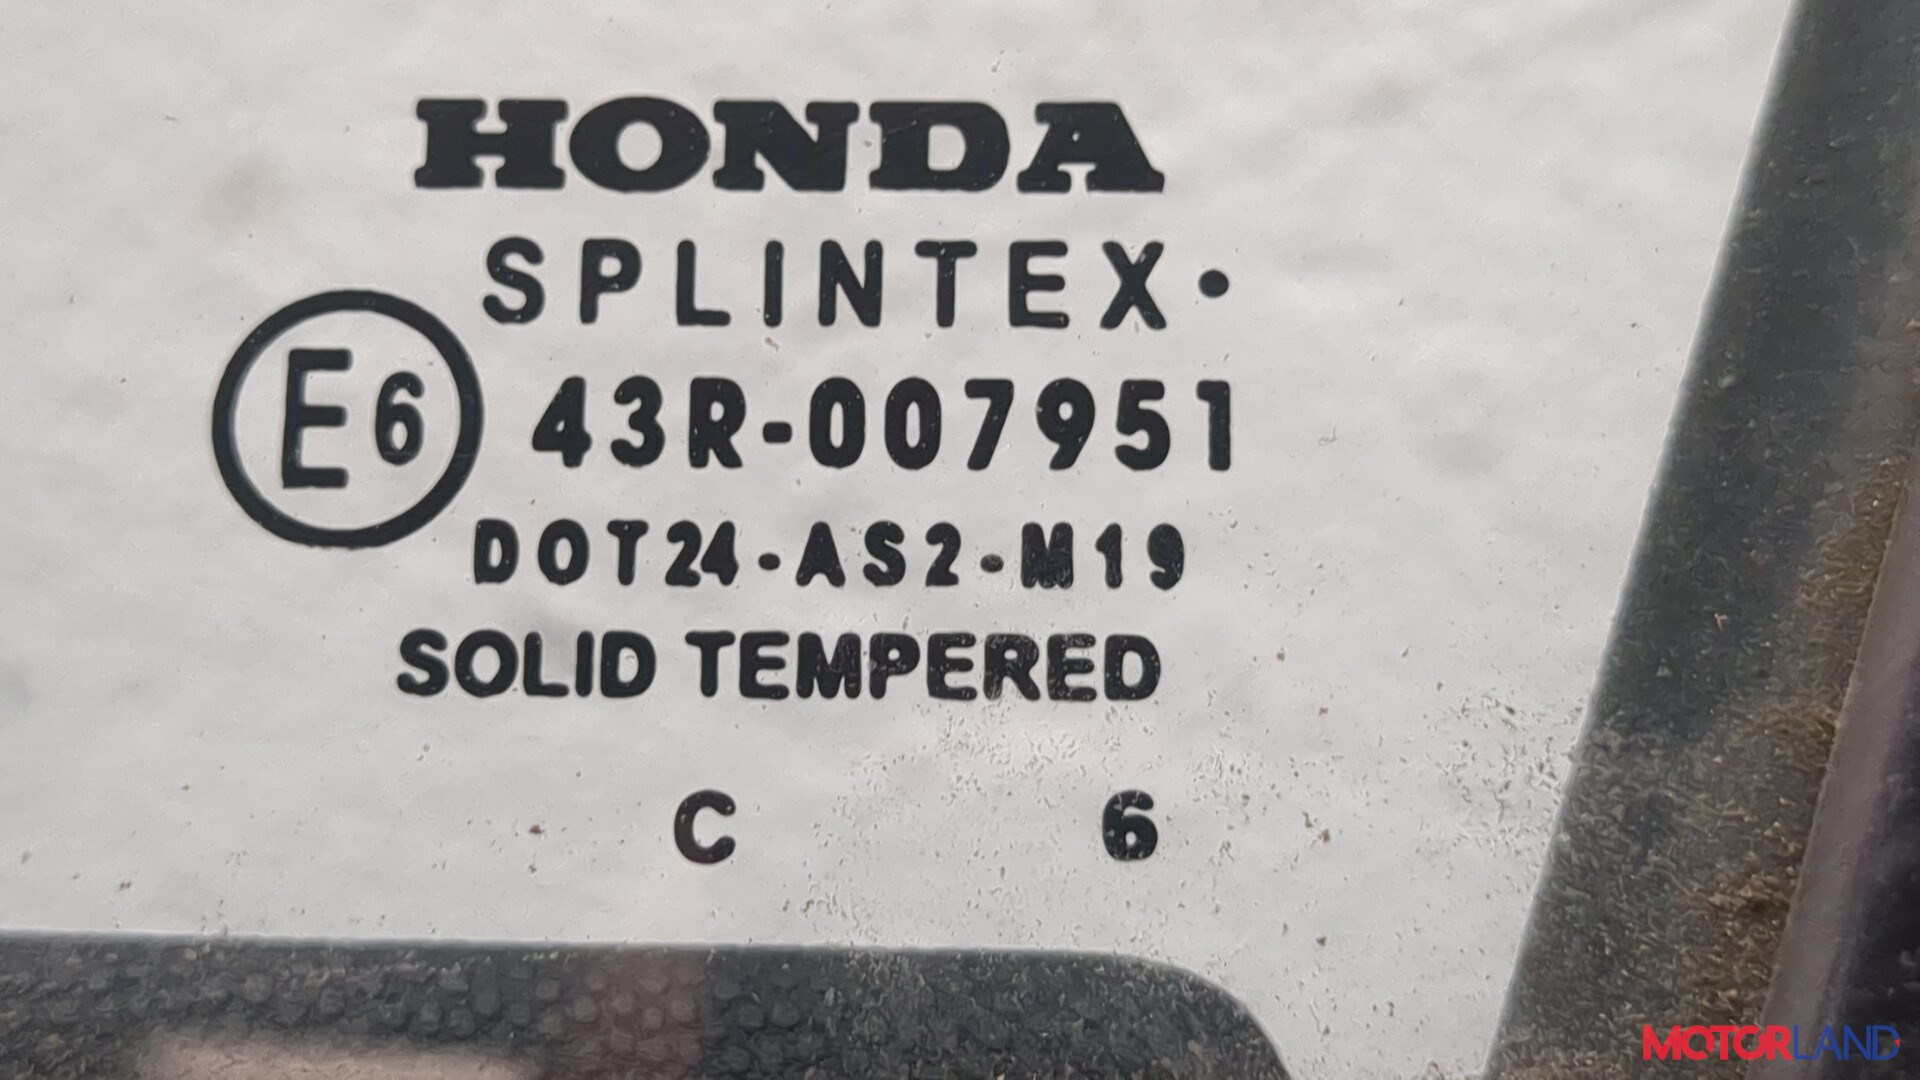 HONDA
SPLINTEX•
E6 43R-007951
DOT24-AS2-M19
SOLID TEMPERED
C 6
MOTORLAND